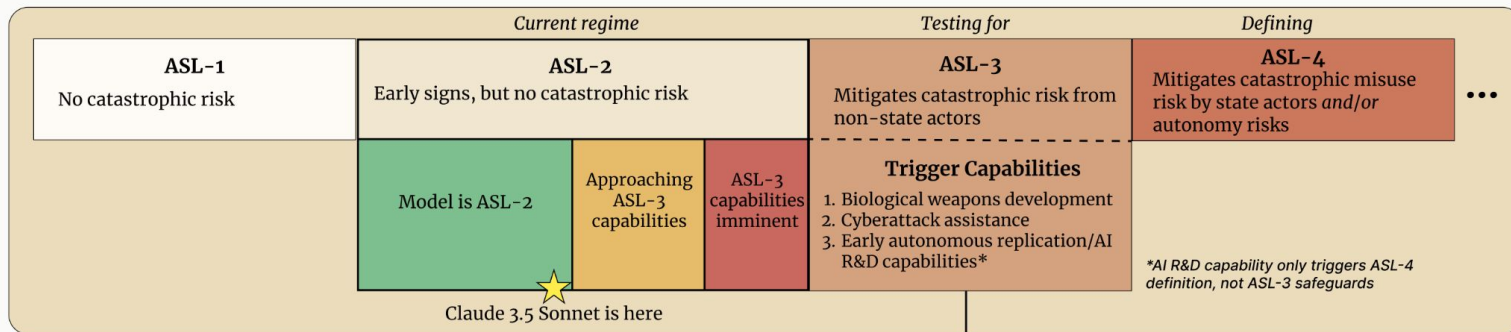 Current regime
Testing for
Defining
ASL-1
No catastrophic risk
ASL-2
Early signs, but no catastrophic risk
ASL-3
Mitigates catastrophic risk from
non-state actors
ASL-4
Mitigates catastrophic misuse
risk by state actors and/or
autonomy risks
...
Model is ASL-2
Approaching
ASL-3
capabilities
ASL-3
capabilities
imminent
Trigger Capabilities
1. Biological weapons development
2. Cyberattack assistance
3. Early autonomous replication/AI
R&D capabilities*
*AI R&D capability only triggers ASL-4
definition, not ASL-3 safeguards
Claude 3.5 Sonnet is here